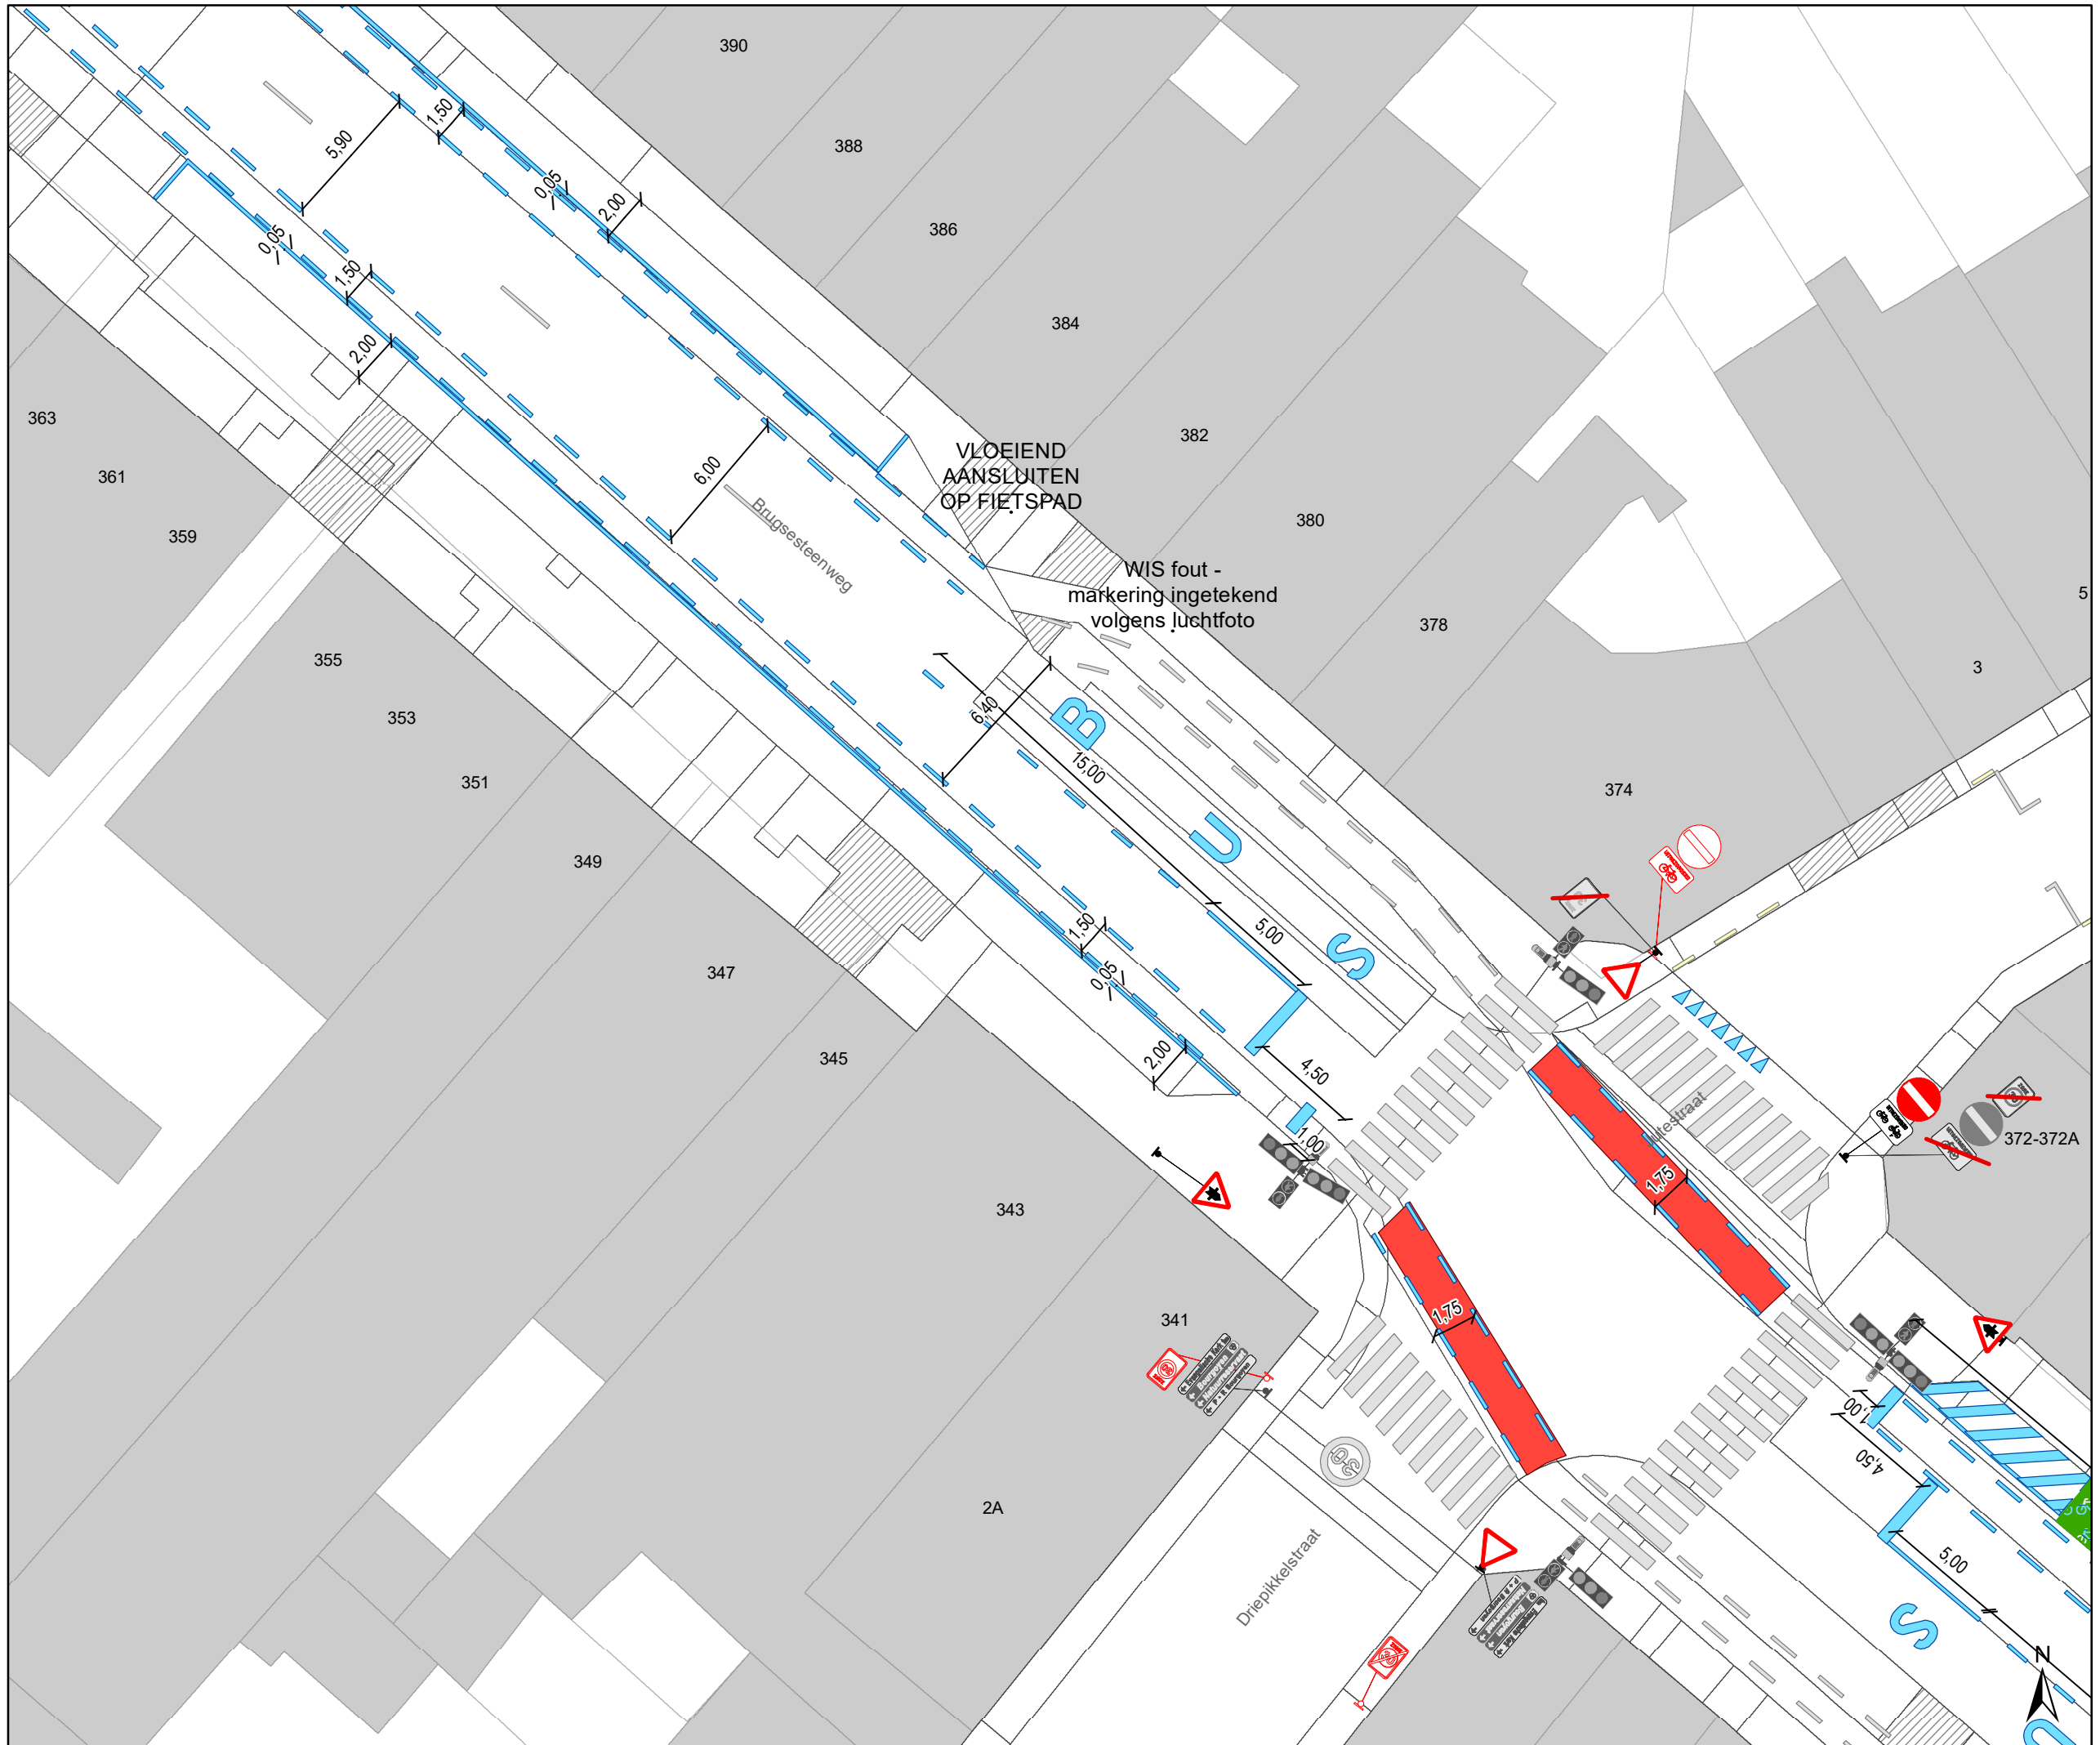 390
1,50
5,90
388
0,05
2,00
386
0,05
1,50
384
2,00
363
382
VLOEIEND
AANSLUITEN
OP FIETSPAD
361
6,00
Brugsesteenweg
380
359
WIS fout -
markering ingetekend
volgens luchtfoto
5
378
355
3
353
6,40
B
15,00
351
374
U
349
1,50
5,00
S
347
0,05
345
2,00
4,50
1,00
372-372A
1,75
343
1,75
341
1,00
4,50
2A
5,00
Driepikkelstraat
S
N
U